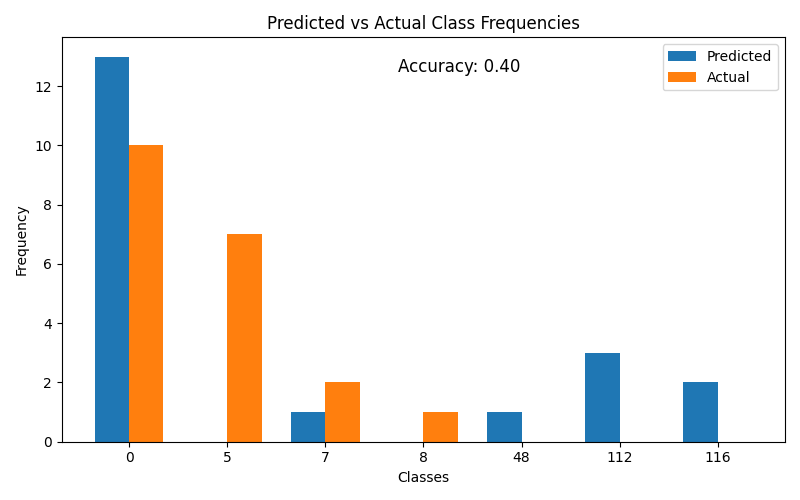 Predicted vs Actual Class Frequencies
Accuracy: 0.40
Predicted
Actual
Frequency
12
10
8
6
4
2
0
0 5 7 8 48 112 116
Classes